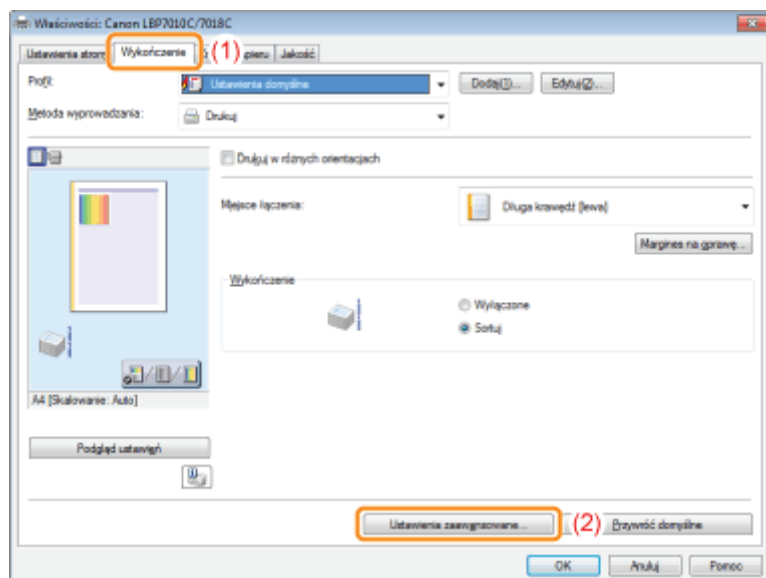 Właściwości: Canon LBP7010C/7018C
Ustawienia strony Wykończenie (1) papieru Jakość
Profil: Ustawienia domyślne Dodaj(1)... Edytuj(2)...
Metoda wyprowadzania: Drukuj
Drukuj w różnych orientacjach
Miejsce łączenia: Długa krawędź [lewa]
Margines na oprawę...
Wykończenie
Wyłączone
Sortuj
A4 [Skalowanie: Auto]
Podgląd ustawień
Ustawienia zaawansowane... (2) Przywróć domyślne
OK Anuluj Pomoc